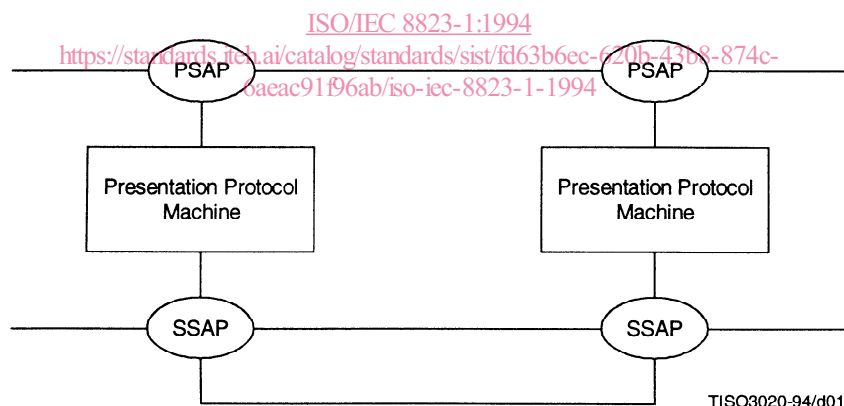 ISO/IEC 8823-1:1994
https://standards.iteh.ai/catalog/standards/sist/fd63b6ec-620b-43b8-874c-
6aeac91f96ab/iso-iec-8823-1-1994
PSAP
PSAP
Presentation Protocol
Machine
Presentation Protocol
Machine
SSAP
SSAP
TISO3020-94/d01